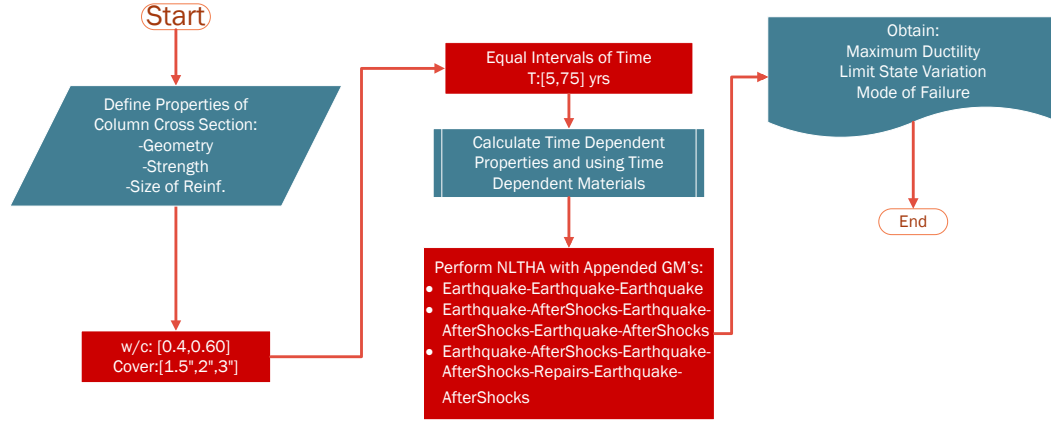 Start
Define Properties of
Column Cross Section:
-Geometry
-Strength
-Size of Reinf.
w/c: [0.4,0.60]
Cover:[1.5",2",3"]
Equal Intervals of Time
T:[5,75] yrs
Calculate Time Dependent
Properties and using Time
Dependent Materials
Perform NLTHA with Appended GM's:
• Earthquake-Earthquake-Earthquake
• Earthquake-AfterShocks-Earthquake-
AfterShocks-Earthquake-AfterShocks
• Earthquake-AfterShocks-Earthquake-
AfterShocks-Repairs-Earthquake-
AfterShocks
Obtain:
Maximum Ductility
Limit State Variation
Mode of Failure
End